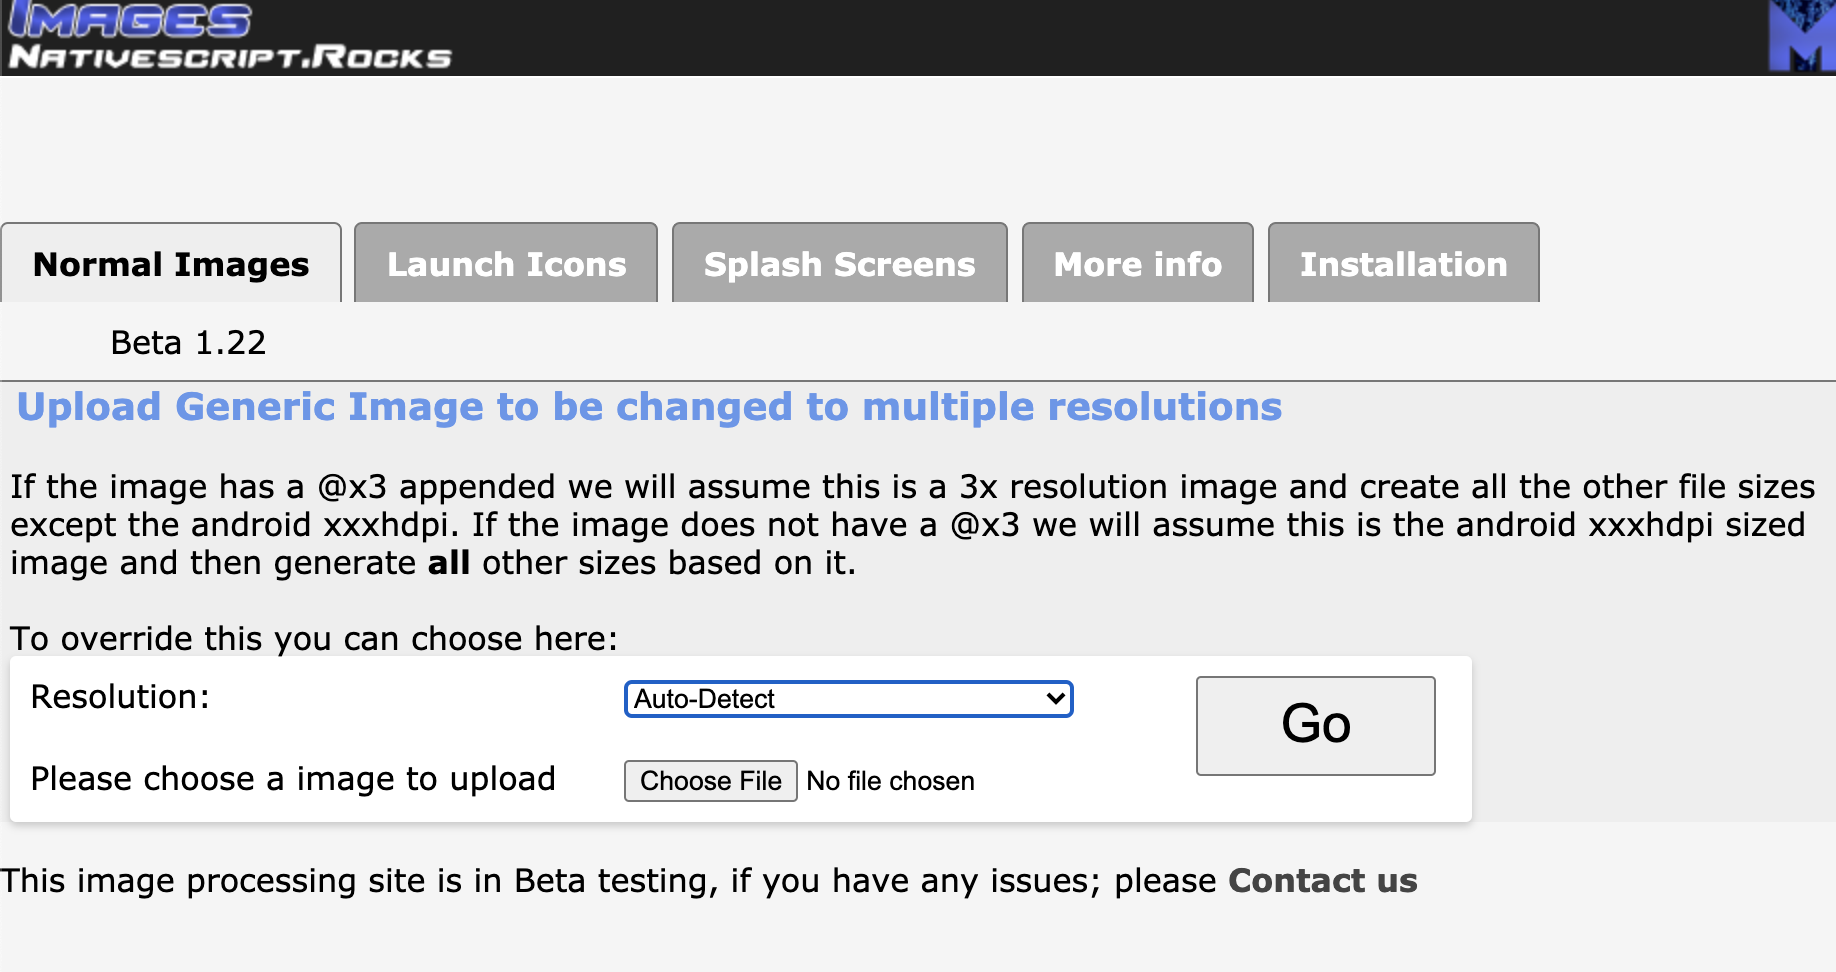 Images
Nativescript.Rocks
Normal Images
Launch Icons
Splash Screens
More info
Installation
Beta 1.22
Upload Generic Image to be changed to multiple resolutions
If the image has a @x3 appended we will assume this is a 3x resolution image and create all the other file sizes
except the android xxxhdpi. If the image does not have a @x3 we will assume this is the android xxxhdpi sized
image and then generate all other sizes based on it.
To override this you can choose here:
Resolution:
Auto-Detect
Go
Please choose a image to upload
Choose File No file chosen
This image processing site is in Beta testing, if you have any issues; please Contact us